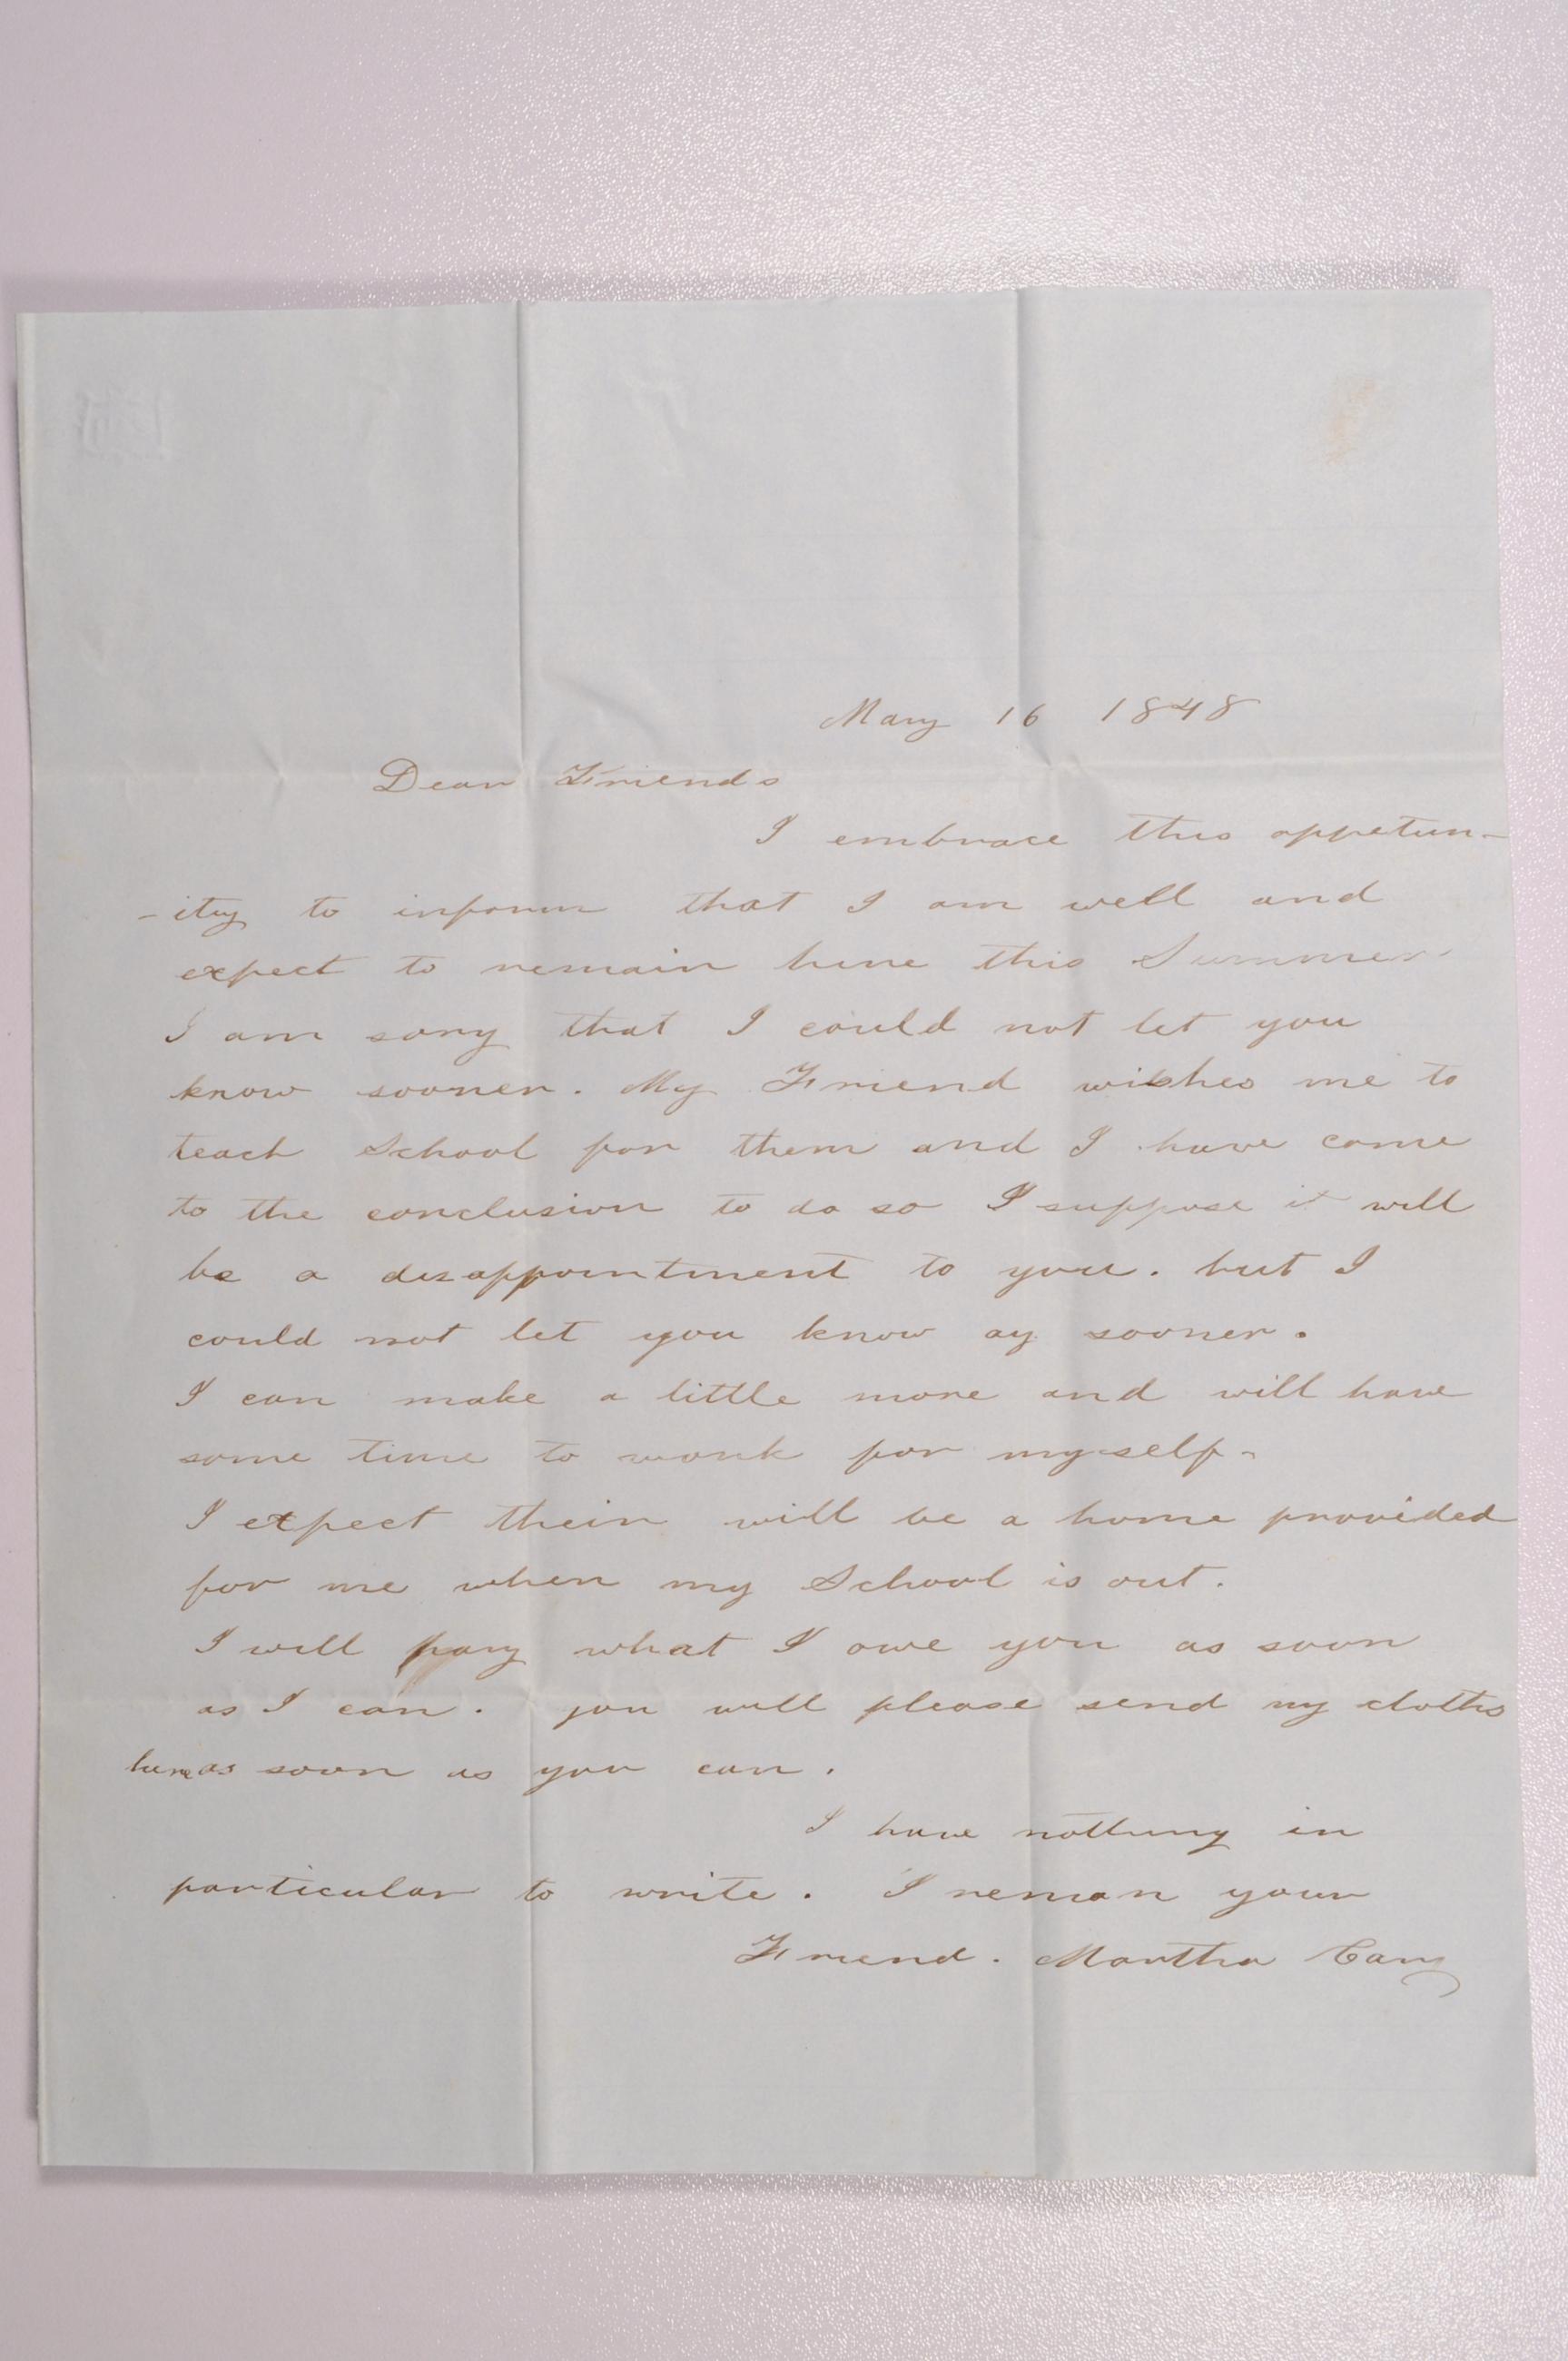 May 16 1848
Dear Friends
I embrace this oppetun-
-ity to inform that I am well and
expect to remain here this Summer
I am sorry that I could not let you
know sooner. My Friend wishes me to
teach School for them and I have come
to the conclusion to do so I suppose it will
be a disappointment to you. but I
could not let you know ay sooner.
I can make a little more and will have
some time to work for myself-
I expect their will be a home provided
for me when my School is out.
I will pay what I owe you as soon
as I can. you will please send my cloths
here as soon as you can.
I have nothing in
particular to write. I reman your
Friend. Martha